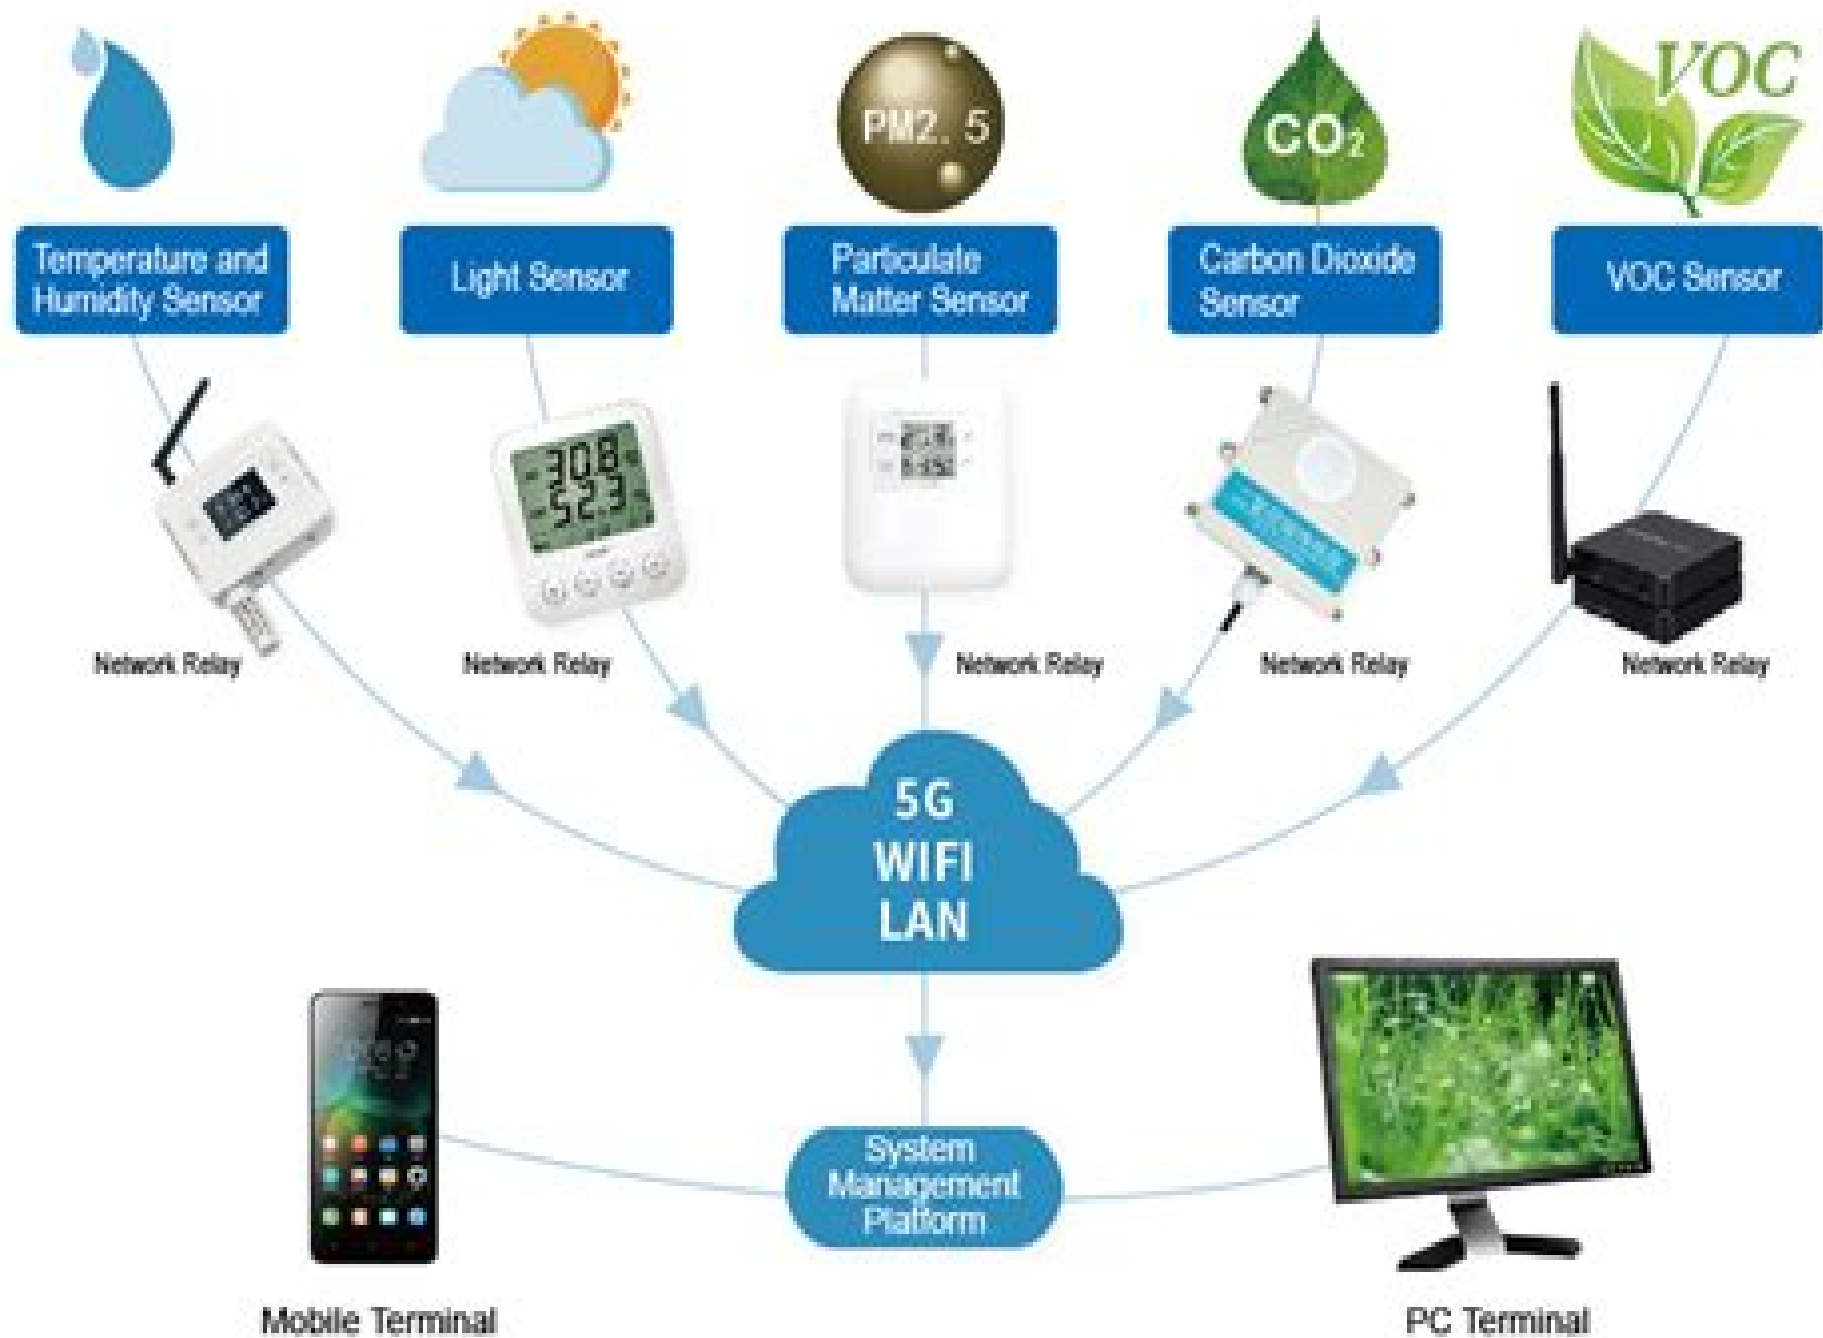 VOC
PM2. 5
CO₂
Temperature and
Humidity Sensor
Light Sensor
Particulate
Matter Sensor
Carbon Dioxide
Sensor
VOC Sensor
30.8
52.3
Network Relay
Network Relay
Network Relay
Network Relay
Network Relay
5G
WIFI
LAN
System
Management
Platform
Mobile Terminal
PC Terminal